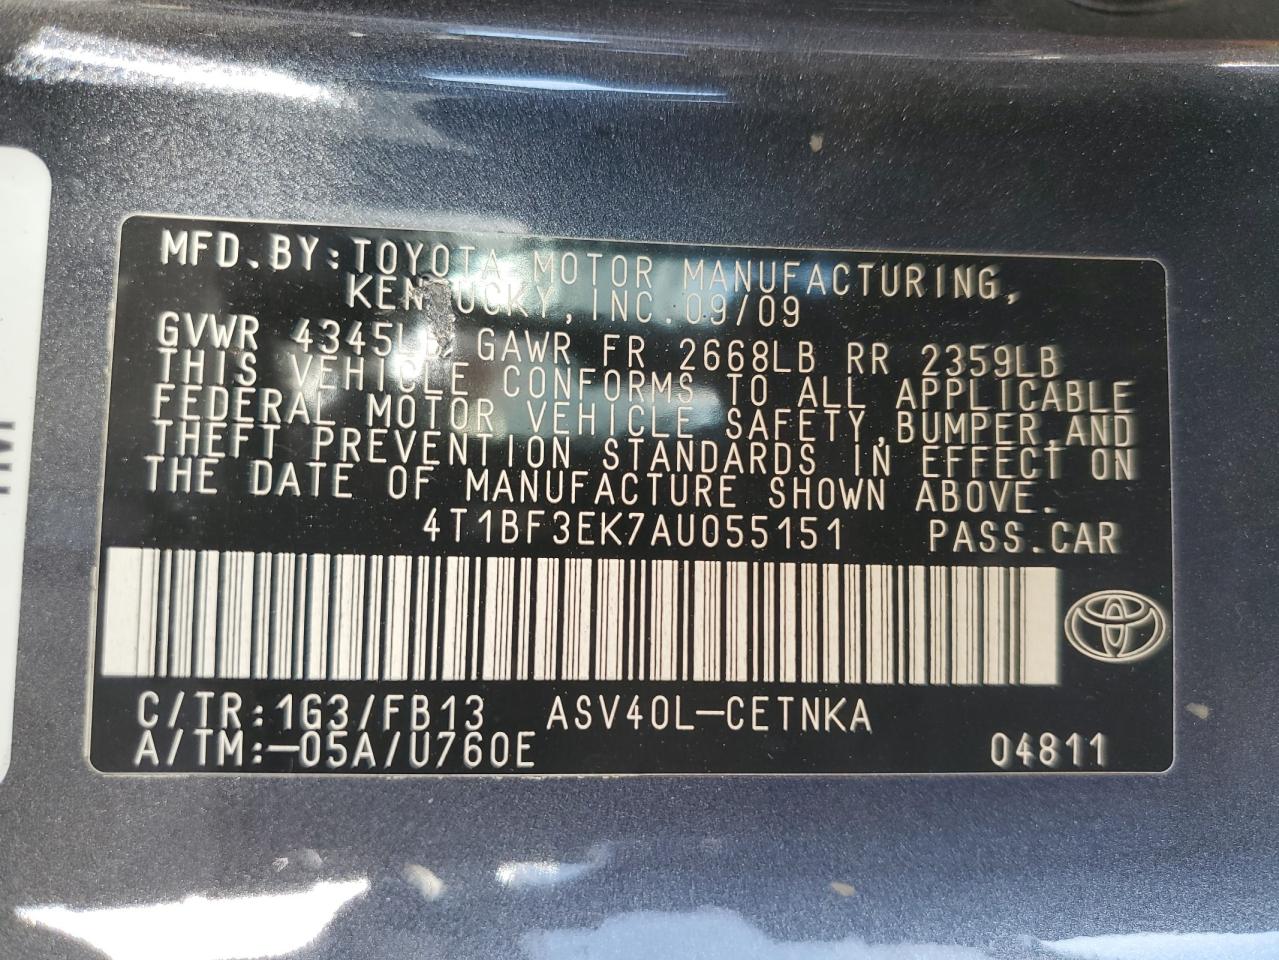 MFD.BY:TOYOTA MOTOR MANUFACTURING,
KENTUCKY,INC.09/09
GVWR 4345LB GAWR FR 2668LB RR 2359LB
THIS VEHICLE CONFORMS TO ALL APPLICABLE
FEDERAL MOTOR VEHICLE SAFETY,BUMPER,AND
THEFT PREVENTION STANDARDS IN EFFECT ON
THE DATE OF MANUFACTURE SHOWN ABOVE.
4T1BF3EK7AU055151 PASS.CAR
C/TR:1G3/FB13 ASV40L-CETNKA
A/TM:-05A/U760E 04811